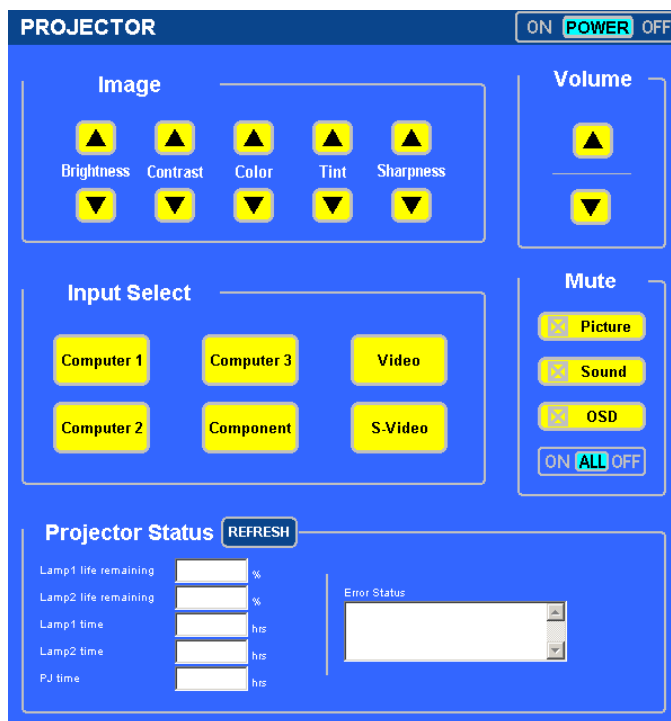 PROJECTOR
ON POWER OFF
Image
Brightness Contrast Color Tint Sharpness
Volume
Input Select
Computer 1 Computer 3 Video
Computer 2 Component S-Video
Mute
Picture
Sound
OSD
ON ALL OFF
Projector Status REFRESH
Lamp1 life remaining %
Lamp2 life remaining %
Lamp1 time hrs
Lamp2 time hrs
PJ time hrs
Error Status